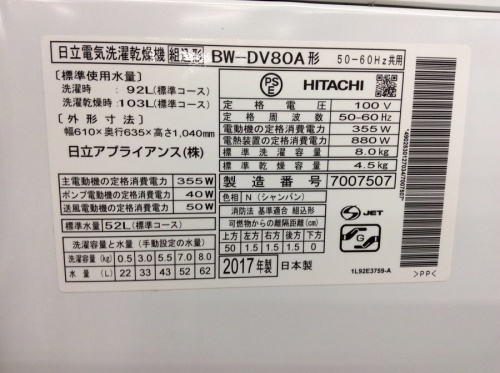 日立電気洗濯乾燥機 組込形 BW-DV80A形 50-60Hz共用
[標準使用水量]
洗濯時：92L(標準コース)
洗濯乾燥時：103L(標準コース)
[外形寸法]
幅610×奥行635×高さ1,040mm
日立アプライアンス(株)
主電動機の定格消費電力 355W
ポンプ電動機の定格消費電力 40W
送風電動機の定格消費電力 50W
標準水量 52L(標準コース)
洗濯容量と水量(手動設定の水量)
洗濯容量(kg) 0.5 3.0 5.5 7.0 8.0
水量(L) 22 33 43 52 62
PSE HITACHI
定格電圧 100V
定格周波数 50-60Hz
電動機の定格消費電力 355W
電熱装置の定格消費電力 880W
標準洗濯容量 8.0kg
標準乾燥容量 4.5kg
製造番号 7007507
色相 N(シャンパン)
消防法 基準適合 組込形
可燃物からの離隔距離(cm)
上方 左方 右方 前方 後方 下方
50 1.5 1.5 1.5 0
2017年製 日本製
S JET
G
1L92E3759-A
>PP<